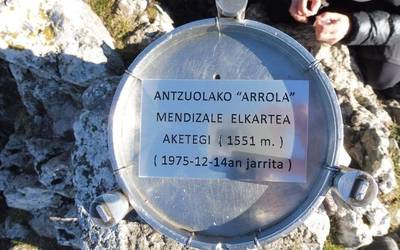 ANTZUOLAKO "ARROLA"
MENDIZALE ELKARTEA
AKETEGI ( 1551 m. )
( 1975-12-14an jarrita )